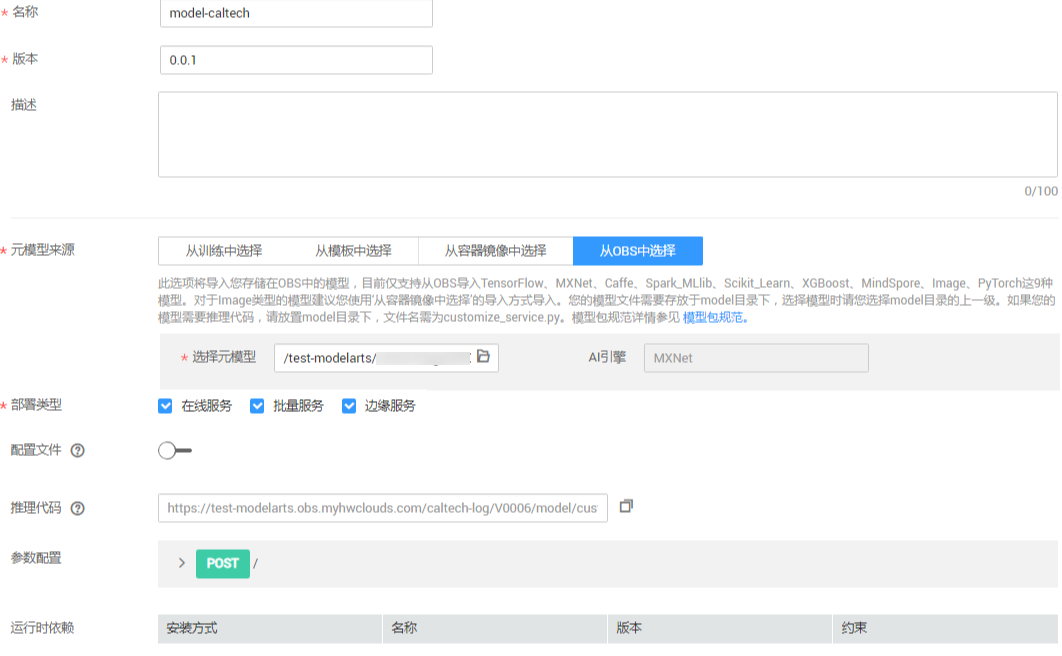 * 名称 model-caltech
* 版本 0.0.1
描述
0/100
* 元模型来源 从训练中选择 从模板中选择 从容器镜像中选择 从OBS中选择
此选项将导入您存储在OBS中的模型，目前仅支持从OBS导入TensorFlow、MXNet、Caffe、Spark_MLlib、Scikit_Learn、XGBoost、MindSpore、Image、PyTorch这9种
模型。对于Image类型的模型建议您使用'从容器镜像中选择'的导入方式导入。您的模型文件需要存放于model目录下，选择模型时请您选择model目录的上一级。如果您的
模型需要推理代码，请放置model目录下，文件名需为customize_service.py。模型包规范详情参见 模型包规范。
* 选择元模型 /test-modelarts/ AI引擎 MXNet
* 部署类型 在线服务 批量服务 边缘服务
配置文件 ?
推理代码 ? https://test-modelarts.obs.myhwclouds.com/caltech-log/V0006/model/cus
参数配置 > POST /
运行时依赖 安装方式 名称 版本 约束